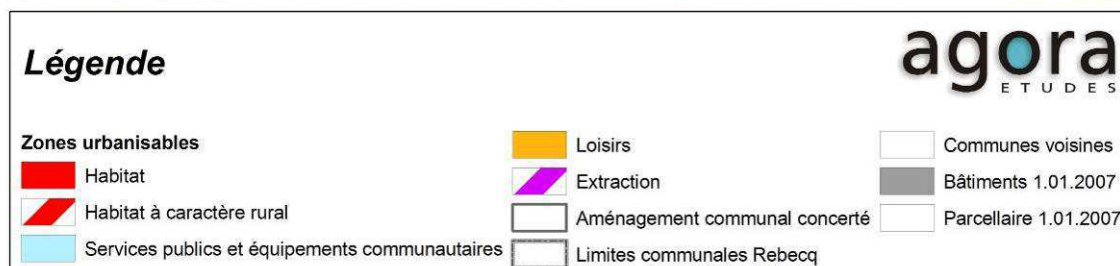 Légende
agora
ETUDES
Zones urbanisables
Habitat
Habitat à caractère rural
Services publics et équipements communautaires
Loisirs
Extraction
Aménagement communal concerté
Limites communales Rebecq
Communes voisines
Bâtiments 1.01.2007
Parcellaire 1.01.2007